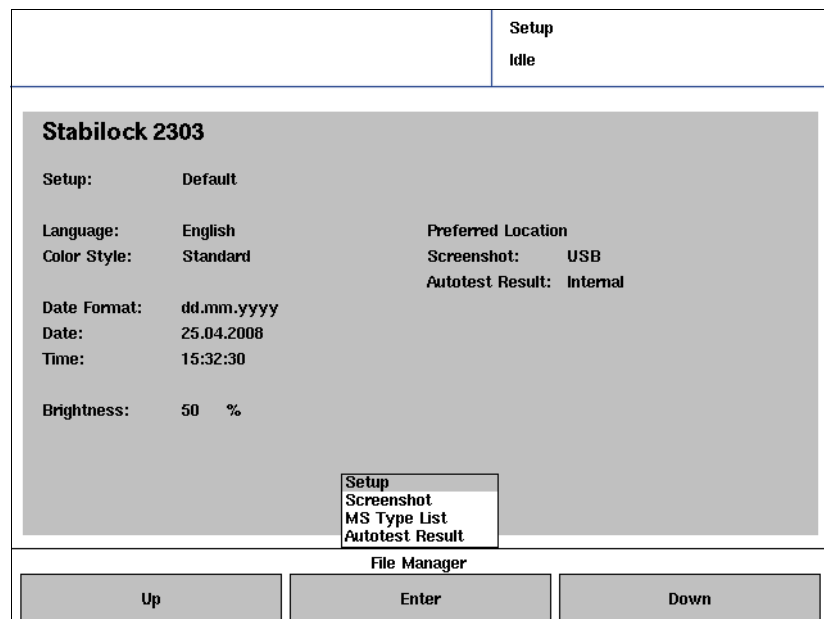 Setup
Idle
Stabilock 2303
Setup: Default
Language: English
Color Style: Standard
Date Format: dd.mm.yyyy
Date: 25.04.2008
Time: 15:32:30
Brightness: 50 %
Preferred Location
Screenshot: USB
Autotest Result: Internal
Setup
Screenshot
MS Type List
Autotest Result
File Manager
Up
Enter
Down